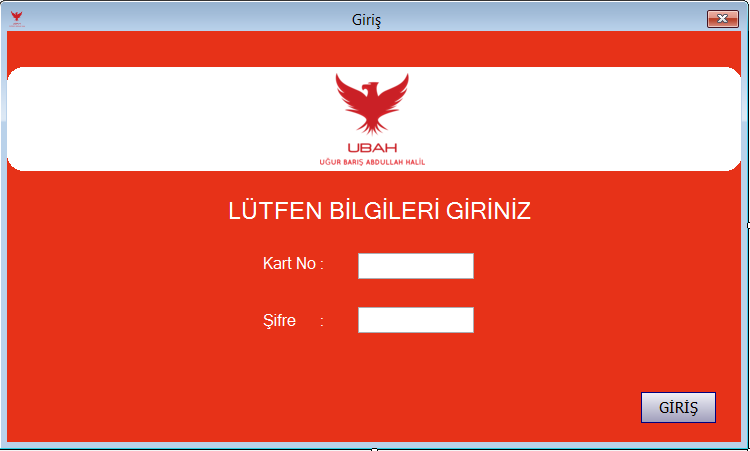 Giriş
UBAH
UĞUR BARIŞ ABDULLAH HALİL
LÜTFEN BİLGİLERİ GİRİNİZ
Kart No :
Şifre :
GİRİŞ